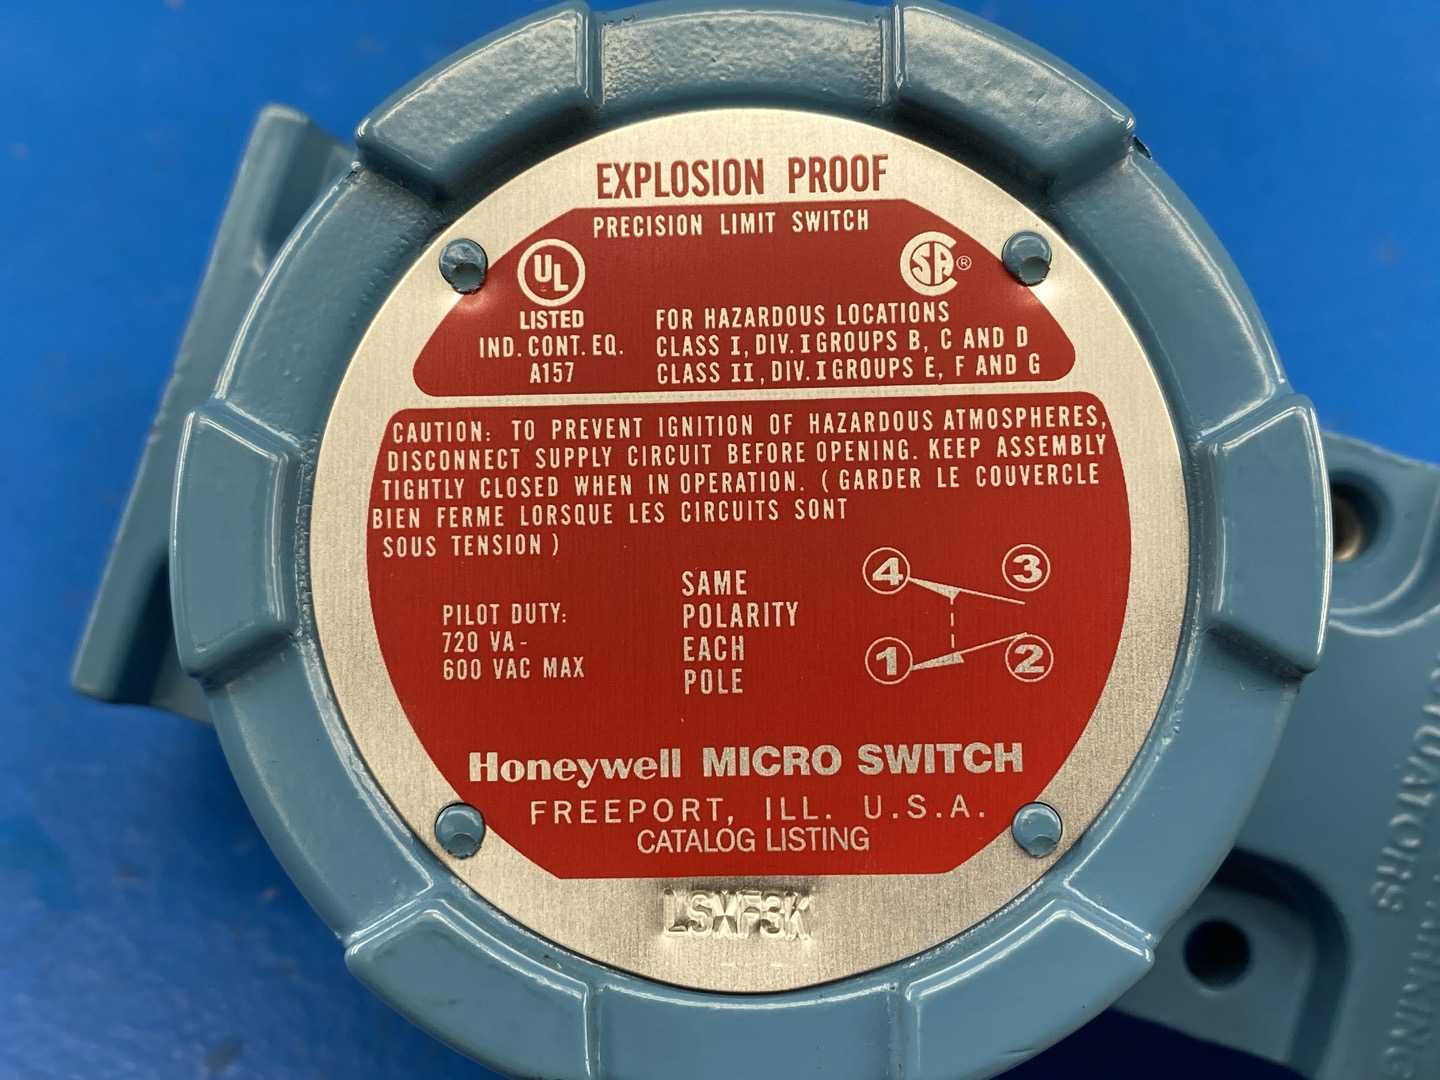 EXPLOSION PROOF
PRECISION LIMIT SWITCH
UL
SA ®
LISTED
IND. CONT. EQ.
A157
FOR HAZARDOUS LOCATIONS
CLASS I, DIV. I GROUPS B, C AND D
CLASS II, DIV. I GROUPS E, F AND G
CAUTION: TO PREVENT IGNITION OF HAZARDOUS ATMOSPHERES,
DISCONNECT SUPPLY CIRCUIT BEFORE OPENING. KEEP ASSEMBLY
TIGHTLY CLOSED WHEN IN OPERATION. (GARDER LE COUVERCLE
BIEN FERME LORSQUE LES CIRCUITS SONT
SOUS TENSION)
PILOT DUTY:
720 VA-
600 VAC MAX
SAME
POLARITY
EACH
POLE
4 3
1 2
Honeywell MICRO SWITCH
FREEPORT, ILL. U.S.A.
CATALOG LISTING
LSXF3K